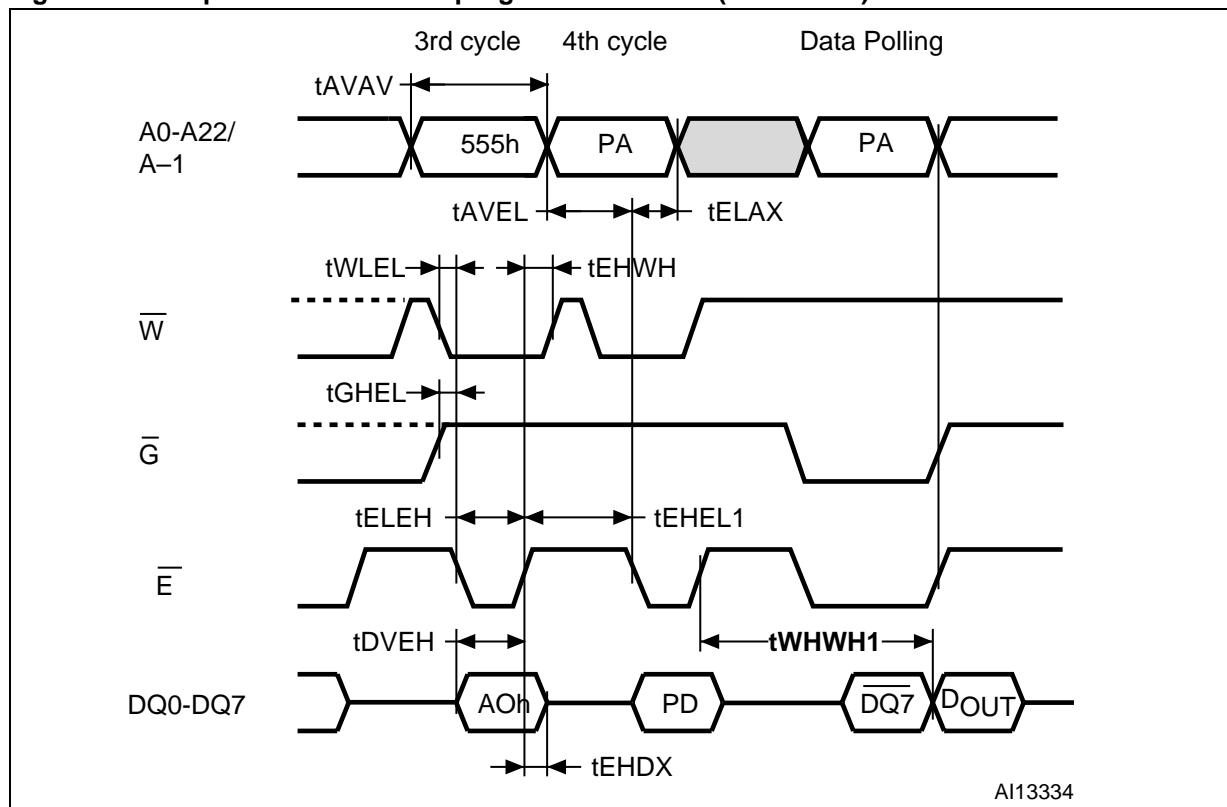 3rd cycle 4th cycle Data Polling
tAVAV
A0-A22/
A–1
555h PA PA
tAVEL tELAX
tWLEL tEHWH
W
tGHEL
G
tELEH tEHEL1
E
tDVEH tWHWH1
DQ0-DQ7 AOh PD DQ7 DOUT
tEHDX
AI13334